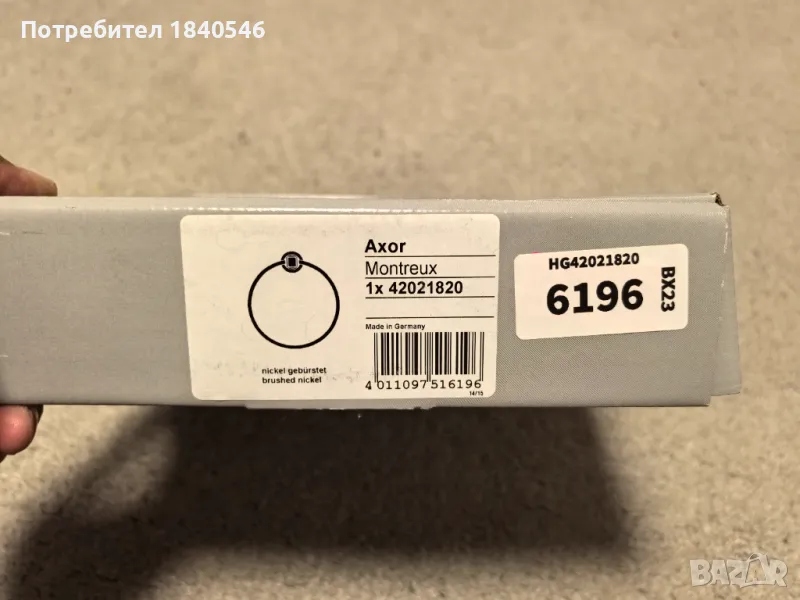 Потребител 1840546
Axor
Montreux
1x 42021820
Made in Germany
nickel gebürstet
brushed nickel
4 011097 516196
14/15
HG42021820
6196
BX23
BAZAR